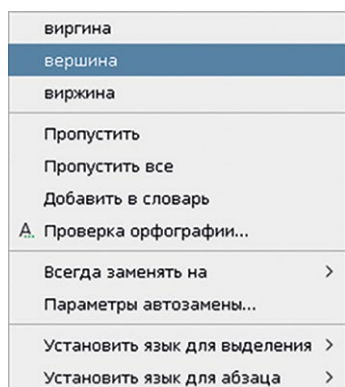 виргина
вершина
виржина
Пропустить
Пропустить все
Добавить в словарь
A Проверка орфографии...
Всегда заменять на
Параметры автозамены...
Установить язык для выделения
Установить язык для абзаца